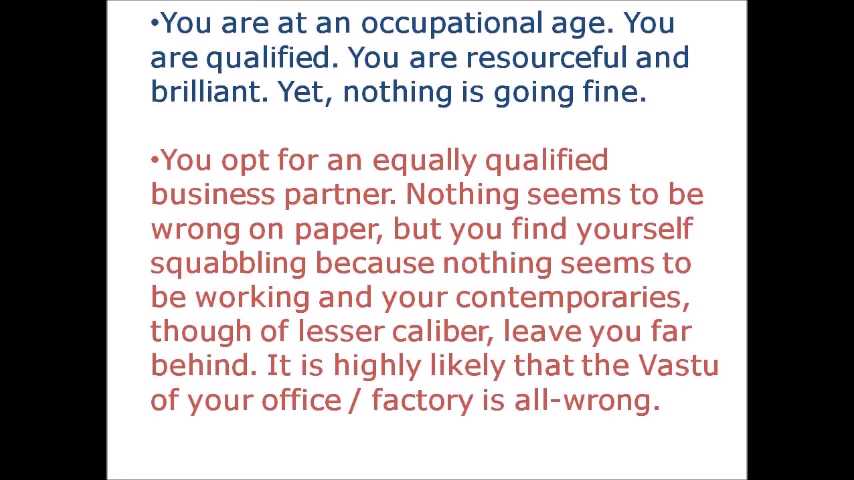 •You are at an occupational age. You
are qualified. You are resourceful and
brilliant. Yet, nothing is going fine.
•You opt for an equally qualified
business partner. Nothing seems to be
wrong on paper, but you find yourself
squabbling because nothing seems to
be working and your contemporaries,
though of lesser caliber, leave you far
behind. It is highly likely that the Vastu
of your office / factory is all-wrong.